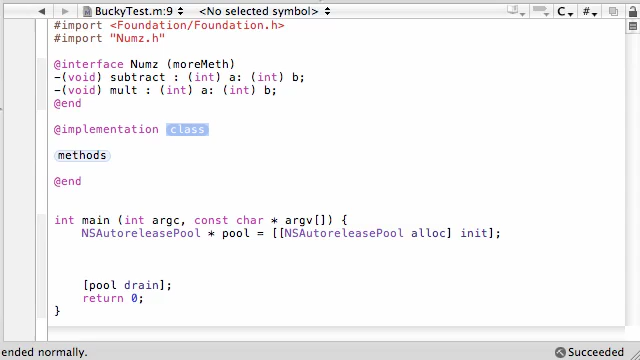 BuckyTest.m:9 <No selected symbol> C #
#import <Foundation/Foundation.h>
#import "Numz.h"
@interface Numz (moreMeth)
-(void) subtract : (int) a: (int) b;
-(void) mult : (int) a: (int) b;
@end
@implementation class
methods
@end
int main (int argc, const char * argv[]) {
NSAutoreleasePool * pool = [[NSAutoreleasePool alloc] init];
[pool drain];
return 0;
}
ended normally. Succeeded